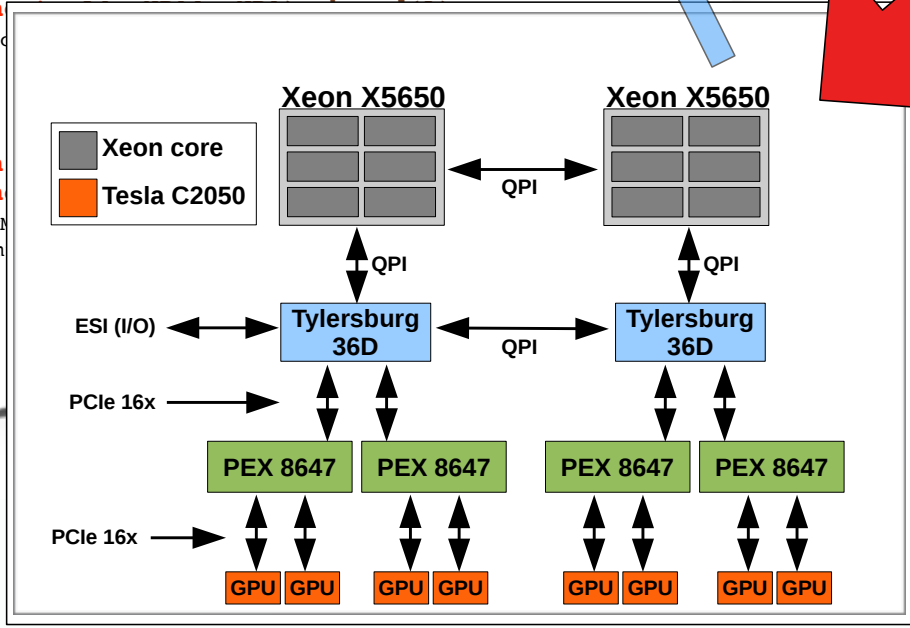 Xeon X5650
Xeon X5650
Xeon core
Tesla C2050
QPI
QPI
QPI
ESI (I/O)
Tylersburg
36D
QPI
Tylersburg
36D
PCIe 16x
PEX 8647
PEX 8647
PEX 8647
PEX 8647
PCIe 16x
GPU
GPU
GPU
GPU
GPU
GPU
GPU
GPU